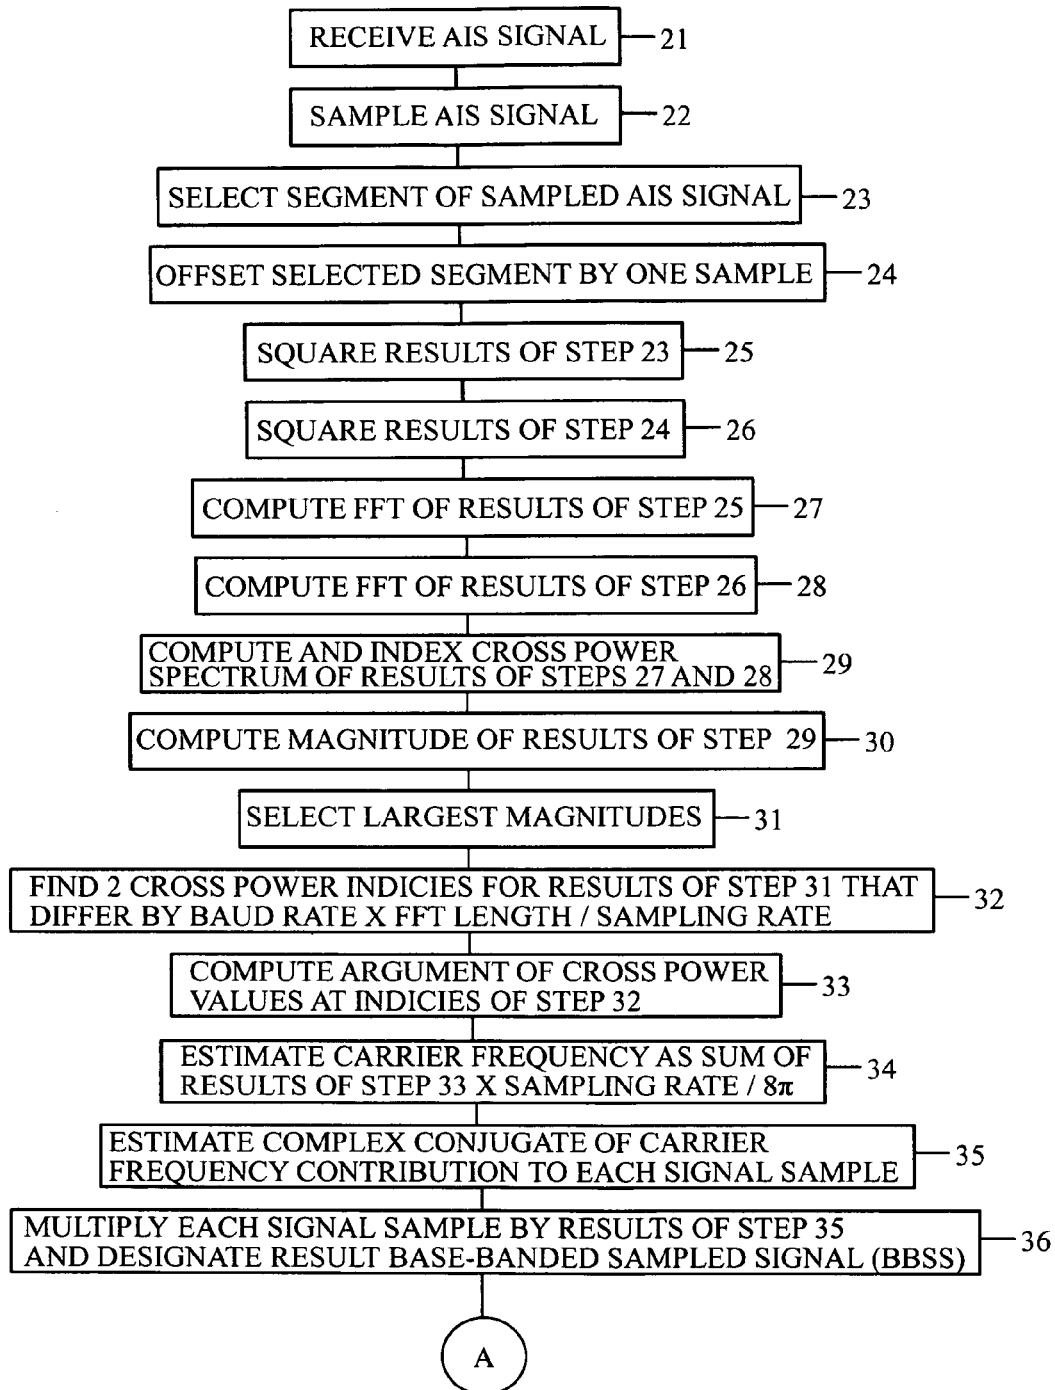 RECEIVE AIS SIGNAL
21
SAMPLE AIS SIGNAL
22
SELECT SEGMENT OF SAMPLED AIS SIGNAL
23
OFFSET SELECTED SEGMENT BY ONE SAMPLE
24
SQUARE RESULTS OF STEP 23
25
SQUARE RESULTS OF STEP 24
26
COMPUTE FFT OF RESULTS OF STEP 25
27
COMPUTE FFT OF RESULTS OF STEP 26
28
COMPUTE AND INDEX CROSS POWER
SPECTRUM OF RESULTS OF STEPS 27 AND 28
29
COMPUTE MAGNITUDE OF RESULTS OF STEP 29
30
SELECT LARGEST MAGNITUDES
31
FIND 2 CROSS POWER INDICIES FOR RESULTS OF STEP 31 THAT
DIFFER BY BAUD RATE X FFT LENGTH / SAMPLING RATE
32
COMPUTE ARGUMENT OF CROSS POWER
VALUES AT INDICIES OF STEP 32
33
ESTIMATE CARRIER FREQUENCY AS SUM OF
RESULTS OF STEP 33 X SAMPLING RATE / 8π
34
ESTIMATE COMPLEX CONJUGATE OF CARRIER
FREQUENCY CONTRIBUTION TO EACH SIGNAL SAMPLE
35
MULTIPLY EACH SIGNAL SAMPLE BY RESULTS OF STEP 35
AND DESIGNATE RESULT BASE-BANDED SAMPLED SIGNAL (BBSS)
36
A